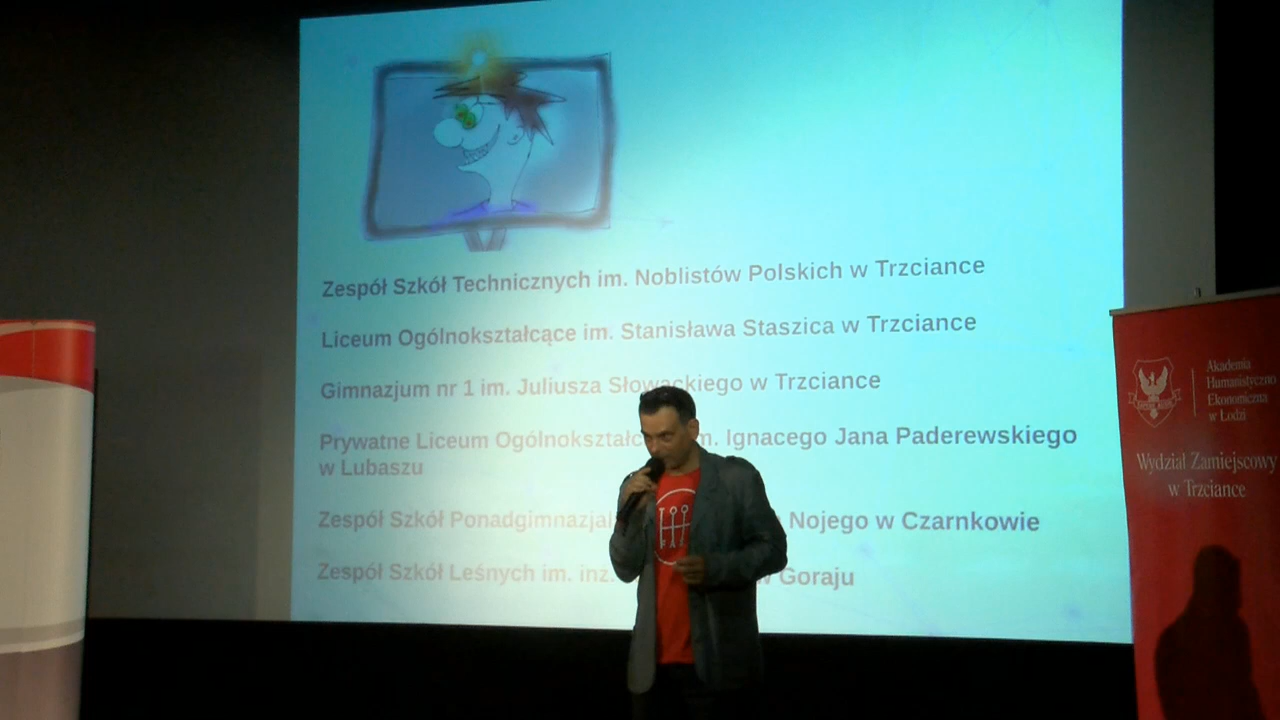 Zespół Szkół Technicznych im. Noblistów Polskich w Trzciance
Liceum Ogólnokształcące im. Stanisława Staszica w Trzciance
Gimnazjum nr 1 im. Juliusza Słowackiego w Trzciance
Prywatne Liceum Ogólnokształc m. Ignacego Jana Paderewskiego
w Lubaszu
Zespół Szkół Ponadgimnazjal Nojego w Czarnkowie
Zespół Szkół Leśnych im. inż. w Goraju
Akademia
Humanistyczno
Ekonomiczna
w Łodzi
Wydział Zamiejscowy
w Trzciance